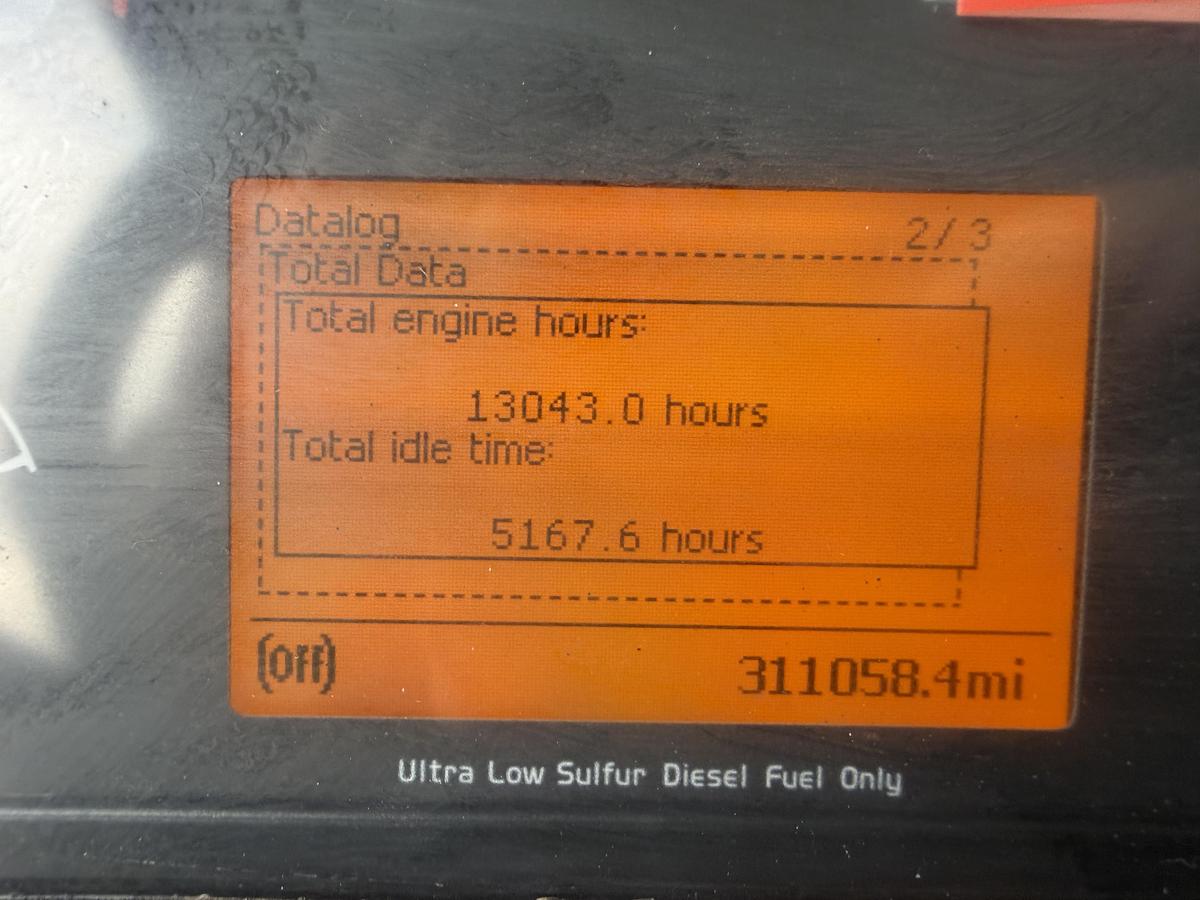 Datalog 2/3
Total Data
Total engine hours:
13043.0 hours
Total idle time:
5167.6 hours
(Off) 311058.4mi
Ultra Low Sulfur Diesel Fuel Only